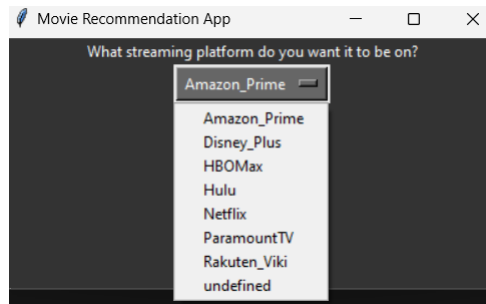 Movie Recommendation App
What streaming platform do you want it to be on?
Amazon_Prime
Amazon_Prime
Disney_Plus
HBOMax
Hulu
Netflix
ParamountTV
Rakuten_Viki
undefined